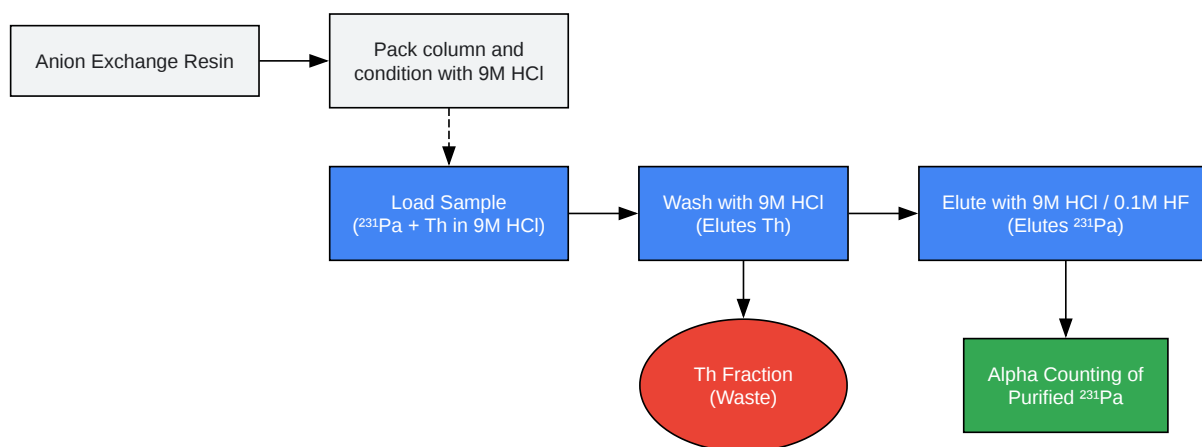 Anion Exchange Resin
Pack column and
condition with 9M HCl
Load Sample
(²³¹Pa + Th in 9M HCl)
Wash with 9M HCl
(Elutes Th)
Elute with 9M HCl / 0.1M HF
(Elutes ²³¹Pa)
Th Fraction
(Waste)
Alpha Counting of
Purified ²³¹Pa